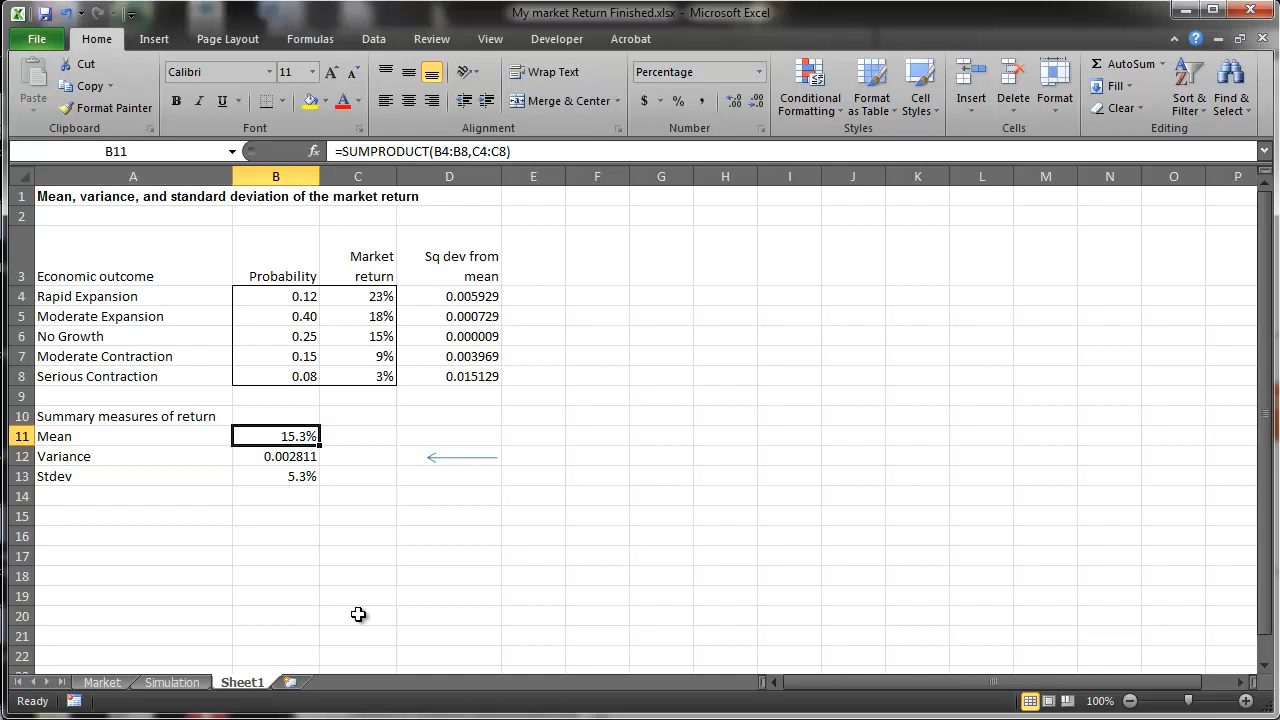 My market Return Finished.xlsx - Microsoft Excel
File Home Insert Page Layout Formulas Data Review View Developer Acrobat
Paste
Cut
Copy
Format Painter
Clipboard
Calibri 11
B I U A
Font
Wrap Text
Merge & Center
Alignment
Percentage
$ % ,
Number
Conditional Formatting
Format as Table
Cell Styles
Styles
Insert Delete Format
Cells
AutoSum
Fill
Clear
Sort & Filter
Find & Select
Editing
B11 fx =SUMPRODUCT(B4:B8,C4:C8)
A B C D E F G H I J K L M N O P
1 Mean, variance, and standard deviation of the market return
2
3 Economic outcome Probability Market return Sq dev from mean
4 Rapid Expansion 0.12 23% 0.005929
5 Moderate Expansion 0.40 18% 0.000729
6 No Growth 0.25 15% 0.000009
7 Moderate Contraction 0.15 9% 0.003969
8 Serious Contraction 0.08 3% 0.015129
9
10 Summary measures of return
11 Mean 15.3%
12 Variance 0.002811
13 Stdev 5.3%
14
15
16
17
18
19
20
21
22
Market Simulation Sheet1
Ready 100%